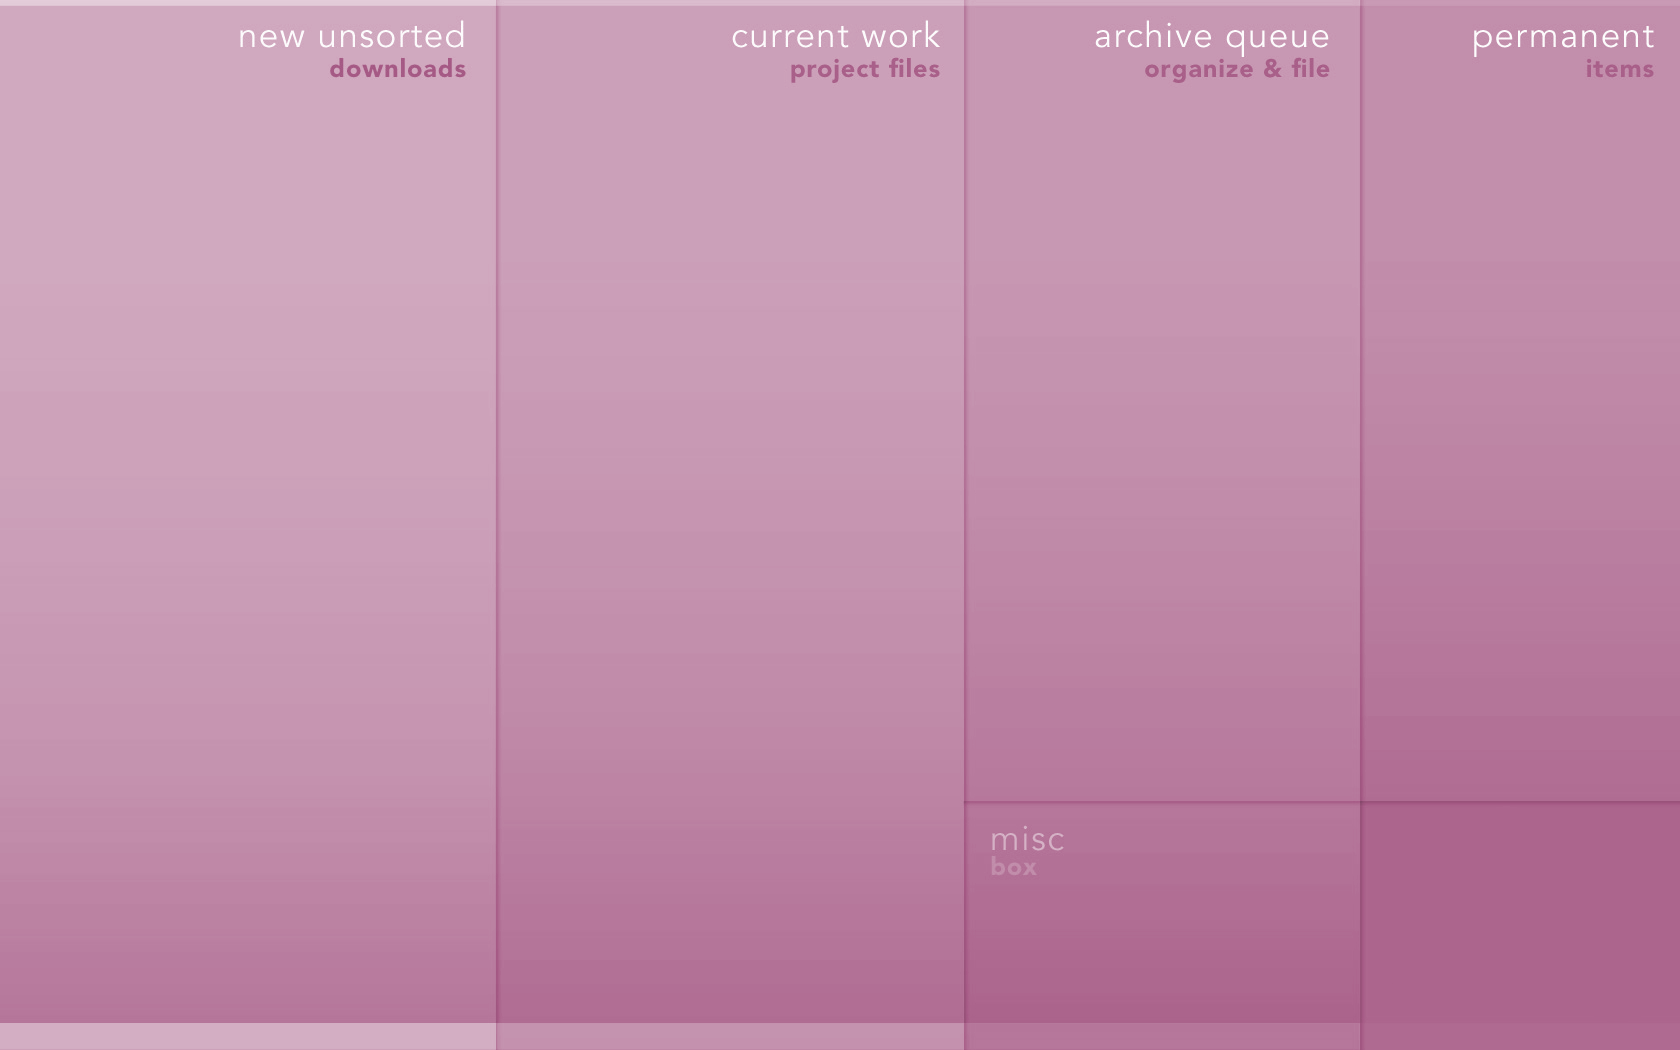 new unsorted
downloads
current work
project files
archive queue
organize & file
permanent
items
misc
box